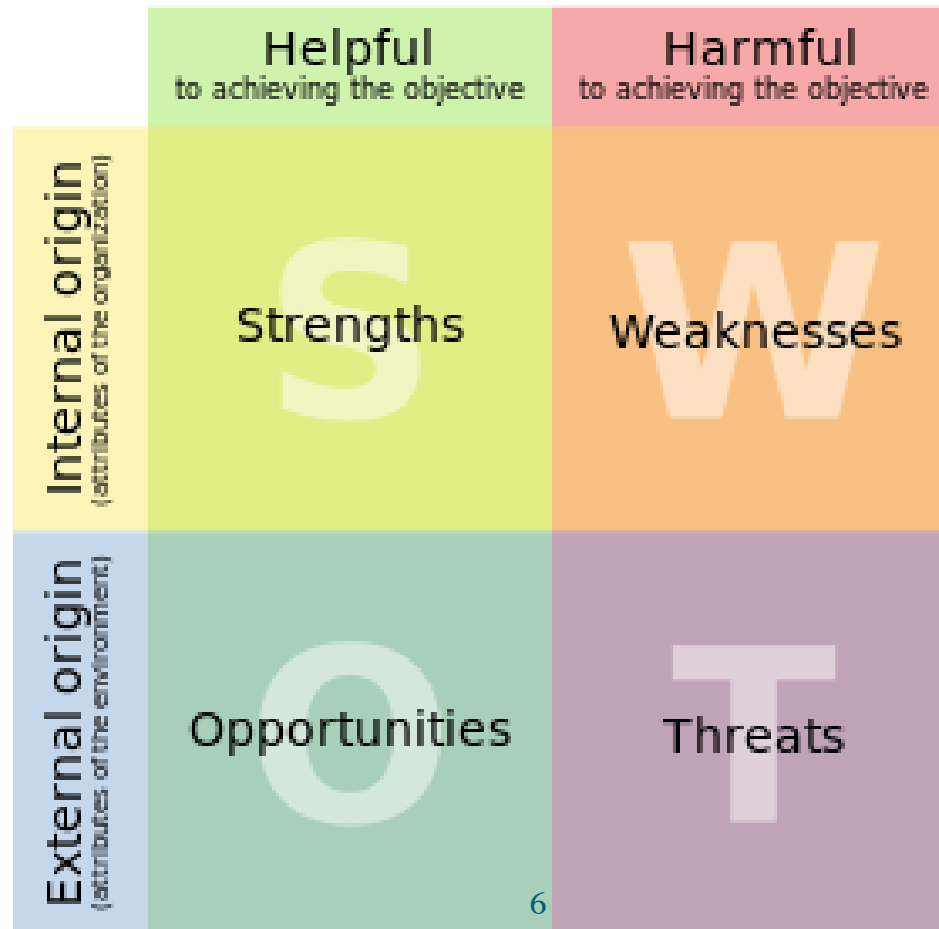 Helpful
to achieving the objective
Harmful
to achieving the objective
Internal origin
(attributes of the organization)
S
Strengths
W
Weaknesses
External origin
(attributes of the environment)
O
Opportunities
T
Threats
6